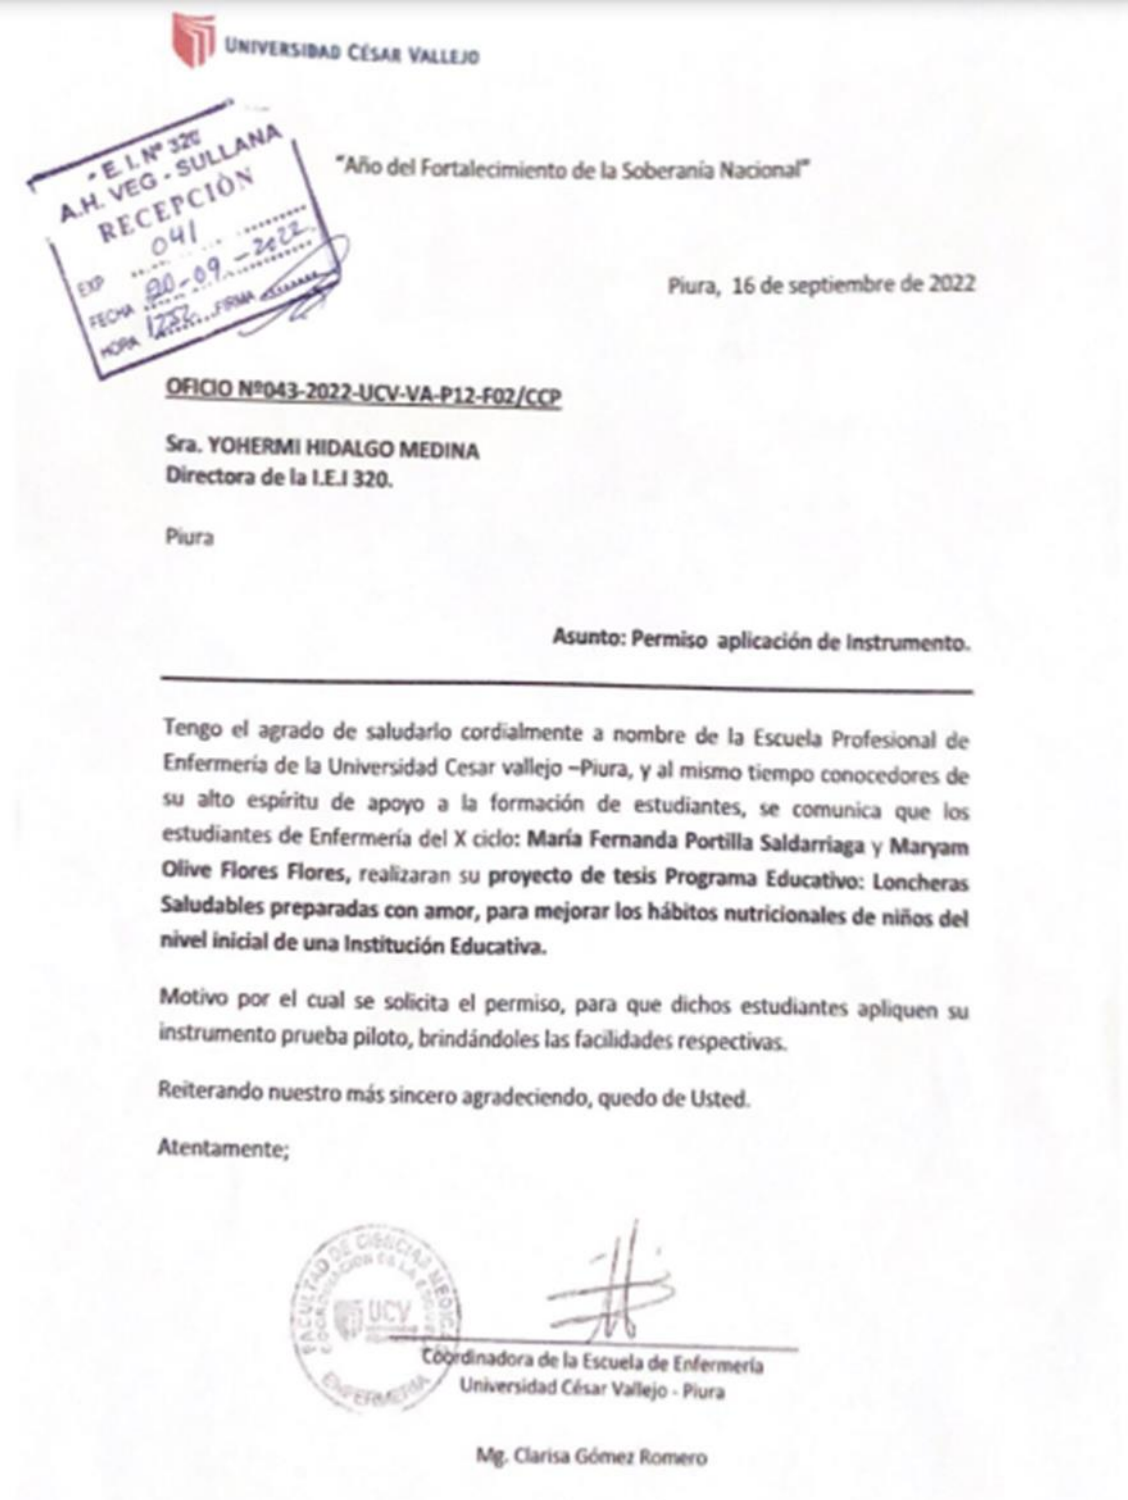 UNIVERSIDAD CÉSAR VALLEJO
E. I. Nº 320
A.H. VEG - SULLANA
RECEPCIÓN
EXP 041
FECHA 20-09-2022
HORA FIRMA
"Año del Fortalecimiento de la Soberanía Nacional"
Piura, 16 de septiembre de 2022
OFICIO Nº043-2022-UCV-VA-P12-F02/CCP
Sra. YOHERMI HIDALGO MEDINA
Directora de la I.E.I 320.
Piura
Asunto: Permiso aplicación de Instrumento.
Tengo el agrado de saludarlo cordialmente a nombre de la Escuela Profesional de
Enfermería de la Universidad Cesar vallejo –Piura, y al mismo tiempo conocedores de
su alto espíritu de apoyo a la formación de estudiantes, se comunica que los
estudiantes de Enfermería del X ciclo: María Fernanda Portilla Saldarriaga y Maryam
Olive Flores Flores, realizaran su proyecto de tesis Programa Educativo: Loncheras
Saludables preparadas con amor, para mejorar los hábitos nutricionales de niños del
nivel inicial de una Institución Educativa.
Motivo por el cual se solicita el permiso, para que dichos estudiantes apliquen su
instrumento prueba piloto, brindándoles las facilidades respectivas.
Reiterando nuestro más sincero agradeciendo, quedo de Usted.
Atentamente;
FACULTAD DE CIENCIAS MEDICAS
UCV
ENFERMERIA
Coordinadora de la Escuela de Enfermería
Universidad César Vallejo - Piura
Mg. Clarisa Gómez Romero